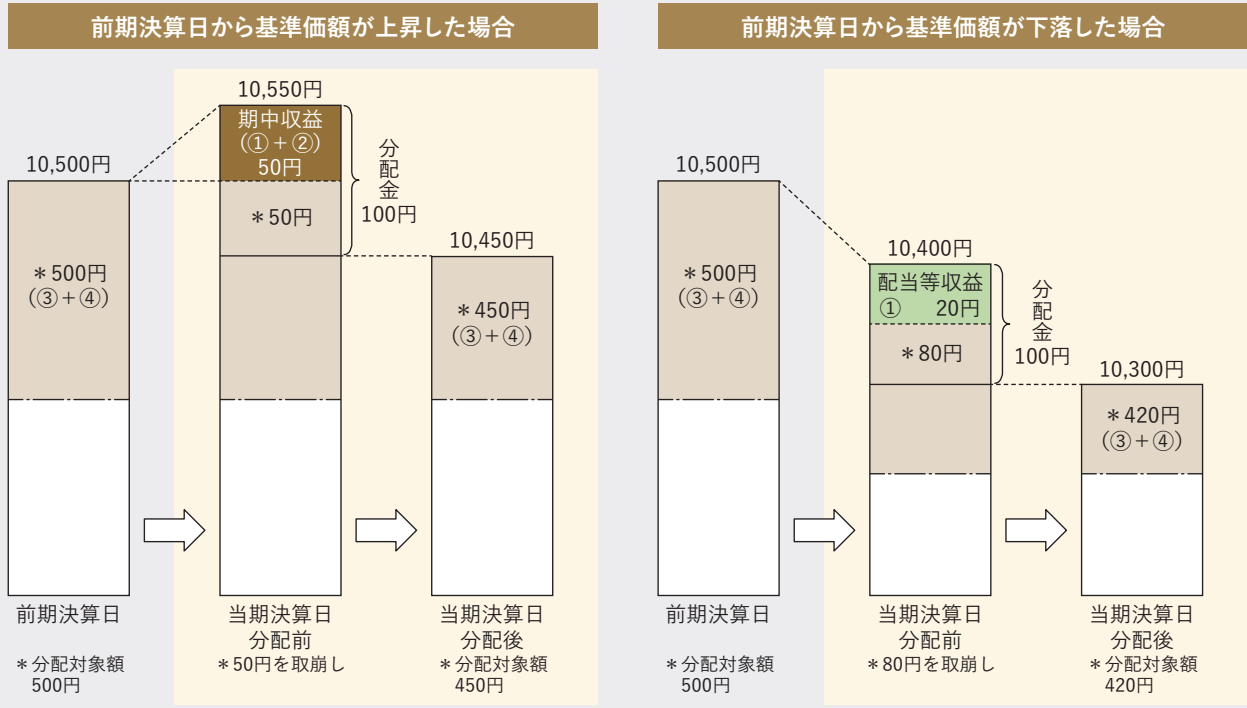 前期決算日から基準価額が上昇した場合
10,550円
期中収益
(①+②)
50円
分配金
100円
10,500円
*50円
10,450円
*500円
(③+④)
*450円
(③+④)
前期決算日
当期決算日
分配前
当期決算日
分配後
*分配対象額
500円
*50円を取崩し
*分配対象額
450円
前期決算日から基準価額が下落した場合
10,500円
10,400円
配当等収益
① 20円
分配金
100円
*500円
(③+④)
*80円
10,300円
*420円
(③+④)
前期決算日
当期決算日
分配前
当期決算日
分配後
*分配対象額
500円
*80円を取崩し
*分配対象額
420円